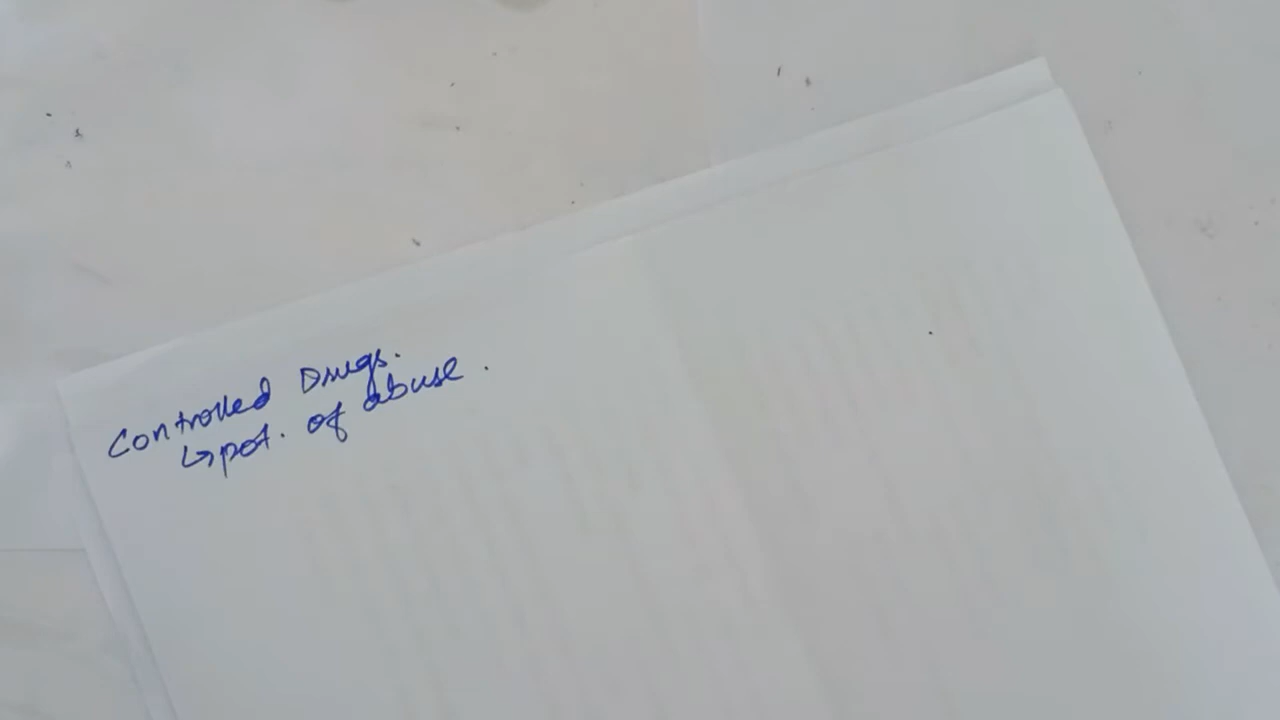 Controlled Drugs.
↳ pot. of abuse.